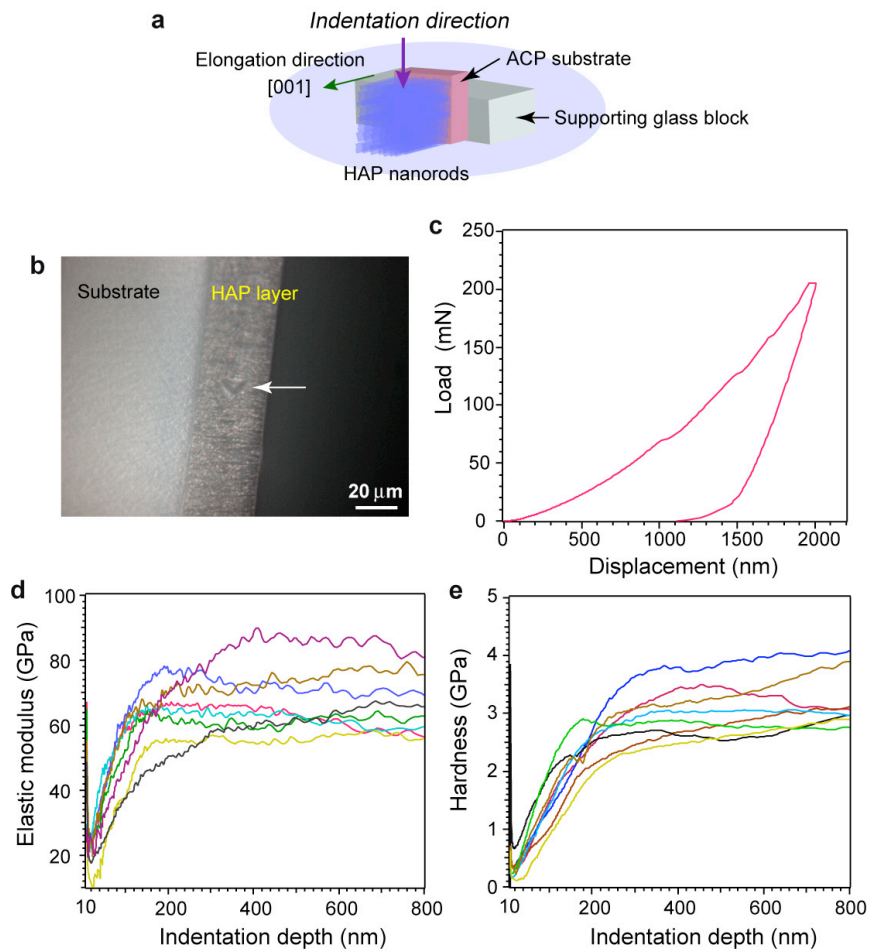 a
Indentation direction
Elongation direction
[001]
ACP substrate
Supporting glass block
HAP nanorods
b
Substrate
HAP layer
20 μm
c
250
200
150
100
50
0
Load (mN)
0 500 1000 1500 2000
Displacement (nm)
d
100
80
60
40
20
Elastic modulus (GPa)
10 200 400 600 800
Indentation depth (nm)
e
5
4
3
2
1
0
Hardness (GPa)
10 200 400 600 800
Indentation depth (nm)